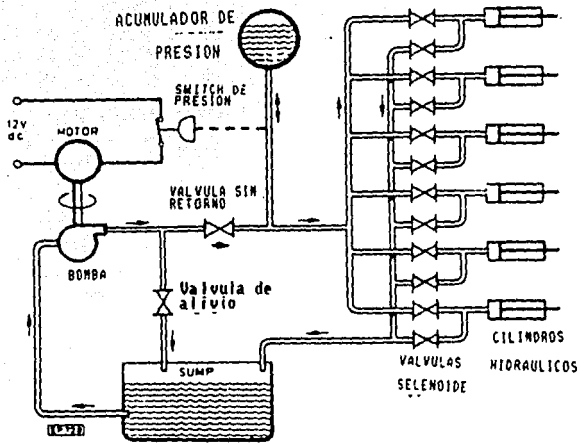 ACUMULADOR DE
PRESION
SWITCH DE
PRESION
12V
dc
MOTOR
VALVULA SIN
RETORNO
BOMBA
Valvula de
alivio
SUMP
VALVULAS
SELENOIDE
CILINDROS
HIDRAULICOS